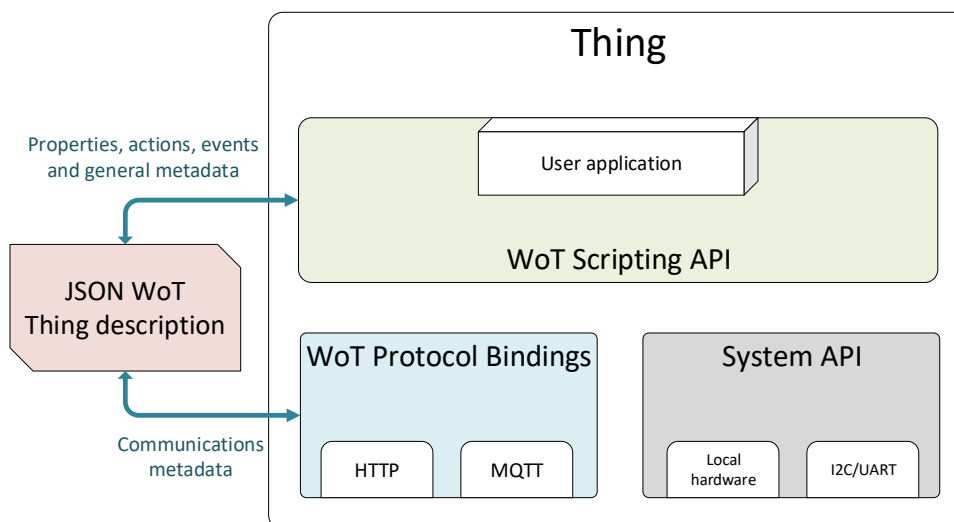 Thing
Properties, actions, events
and general metadata
User application
WoT Scripting API
JSON WoT
Thing description
WoT Protocol Bindings
System API
Communications
metadata
HTTP
MQTT
Local
hardware
I2C/UART